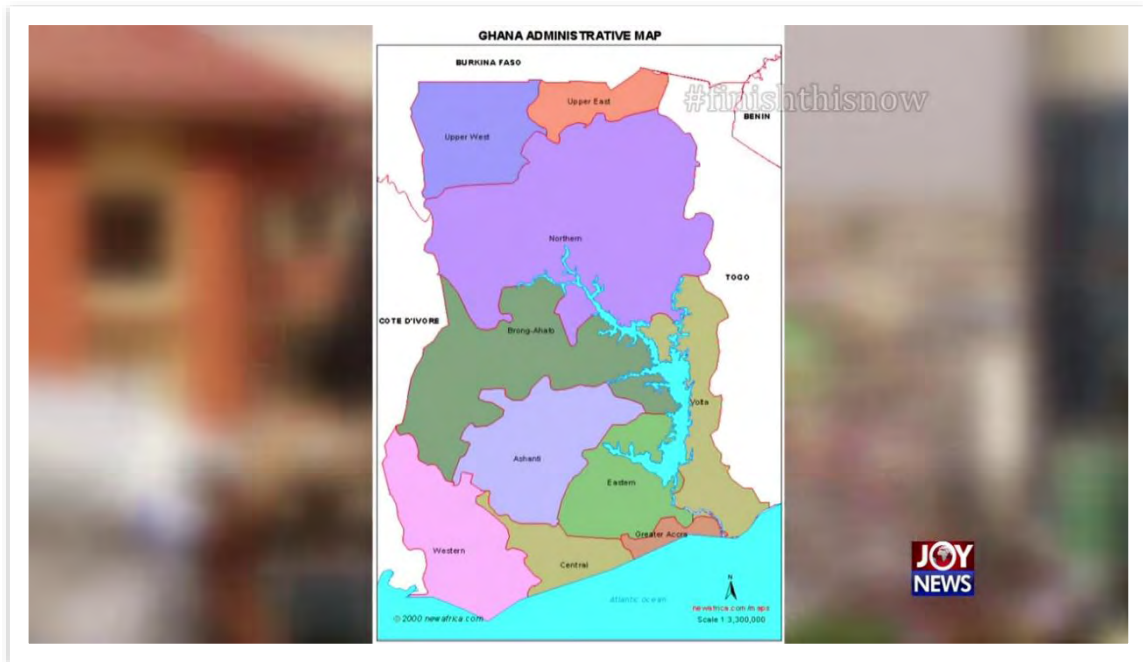 GHANA ADMINISTRATIVE MAP
BURKINA FASO
#finishthisnow
Upper East
BENIN
Upper West
Northern
TOGO
COTE D'IVORE
Brong-Ahafo
Volta
Ashanti
Eastern
Greater Accra
Western
Central
JOY
NEWS
N
Atlantic Ocean
newafrica.com/maps
© 2000 newafrica.com
Scale 1:3,300,000